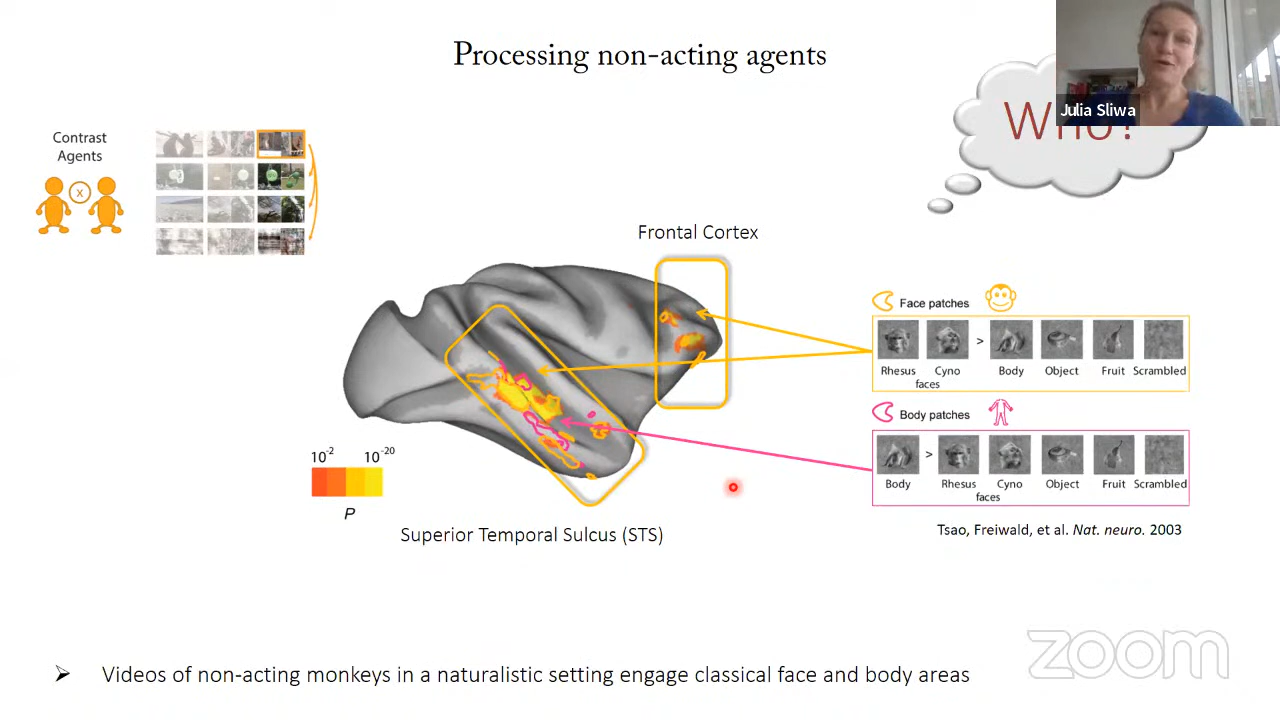 Processing non-acting agents
Julia Sliwa
Who?
Contrast
Agents
x
Frontal Cortex
Face patches
Rhesus
Cyno
faces
>
Body
Object
Fruit
Scrambled
Body patches
Body
>
Rhesus
Cyno
faces
Object
Fruit
Scrambled
Tsao, Freiwald, et al. Nat. neuro. 2003
10-2
10-20
P
Superior Temporal Sulcus (STS)
Videos of non-acting monkeys in a naturalistic setting engage classical face and body areas
zoom